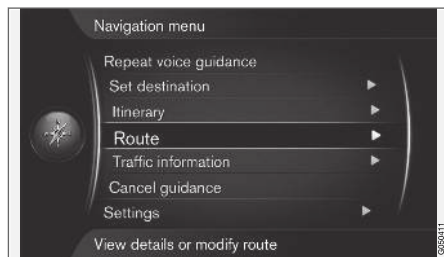 Navigation menu
Repeat voice guidance
Set destination
Itinerary
Route
Traffic information
Cancel guidance
Settings
View details or modify route
G050411